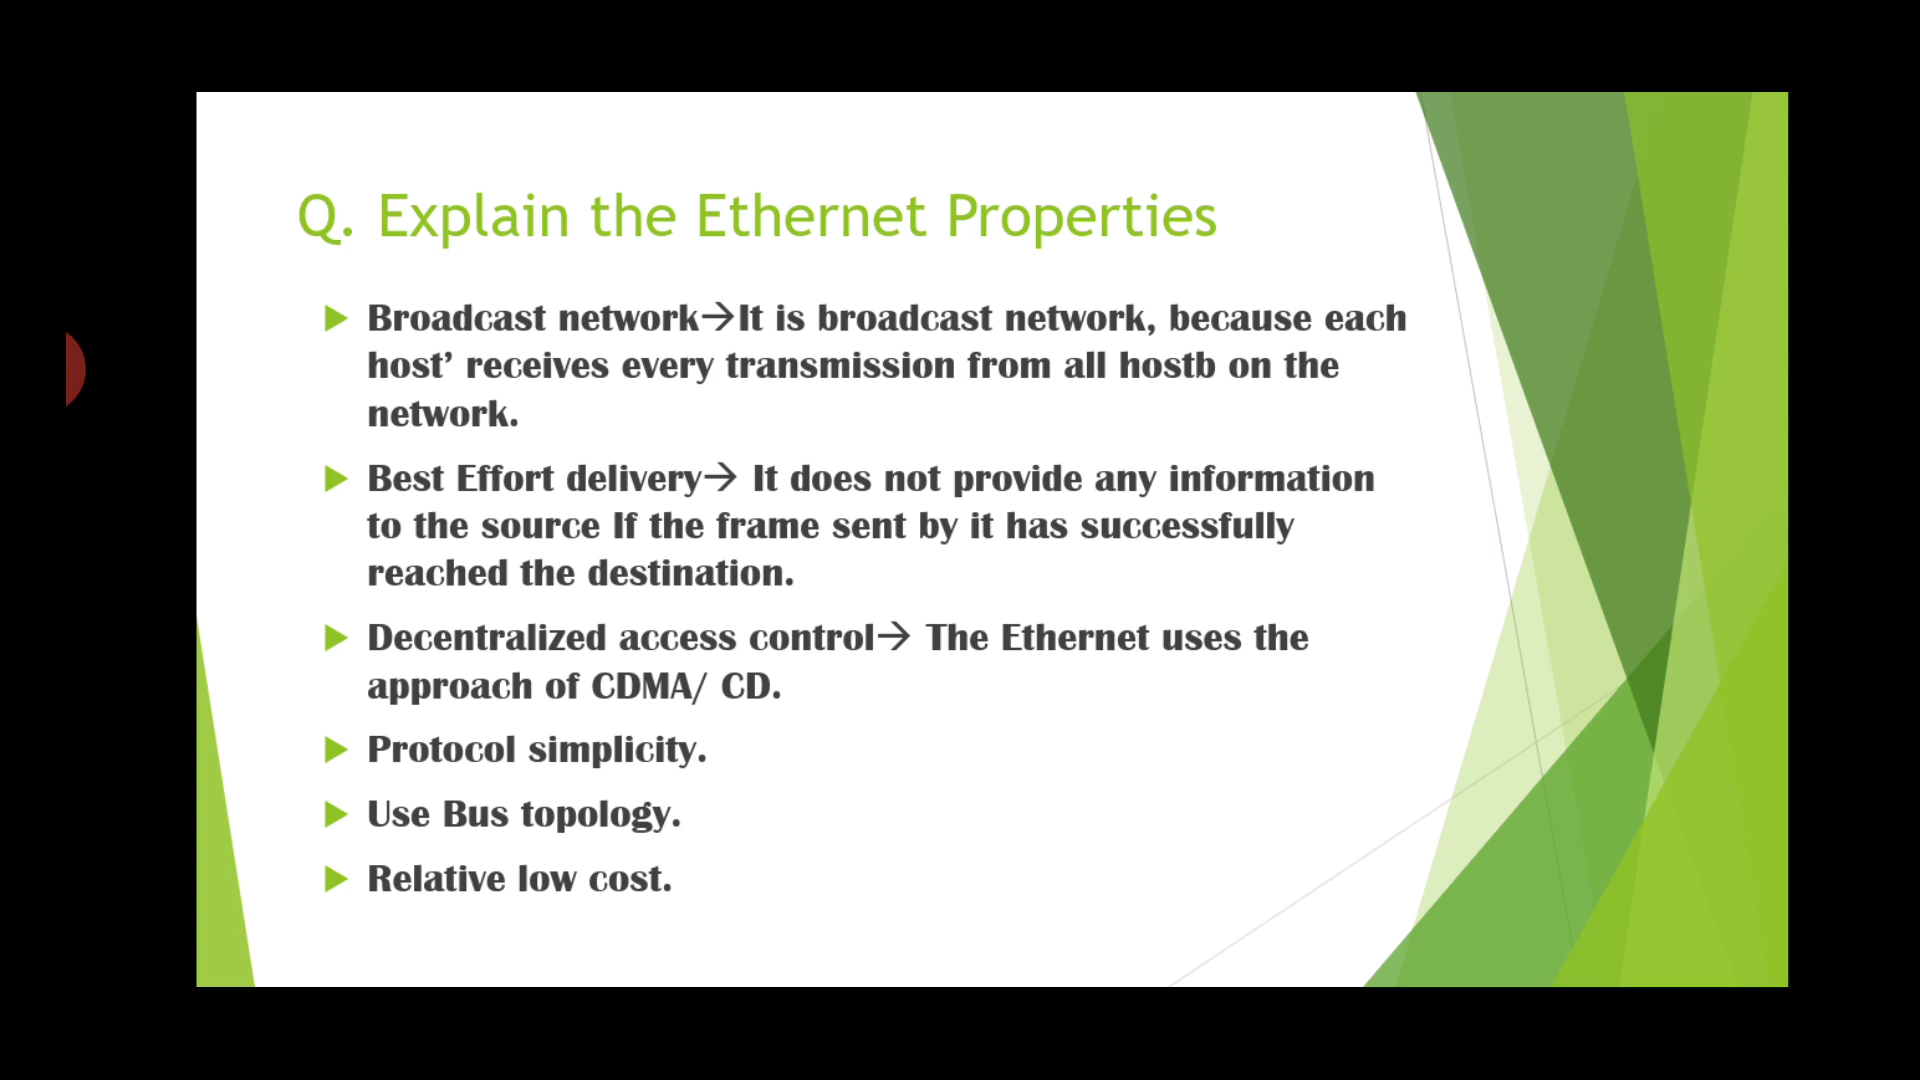 Q. Explain the Ethernet Properties
Broadcast network→It is broadcast network, because each
host’ receives every transmission from all hostb on the
network.
Best Effort delivery→ It does not provide any information
to the source If the frame sent by it has successfully
reached the destination.
Decentralized access control→ The Ethernet uses the
approach of CDMA/ CD.
Protocol simplicity.
Use Bus topology.
Relative low cost.